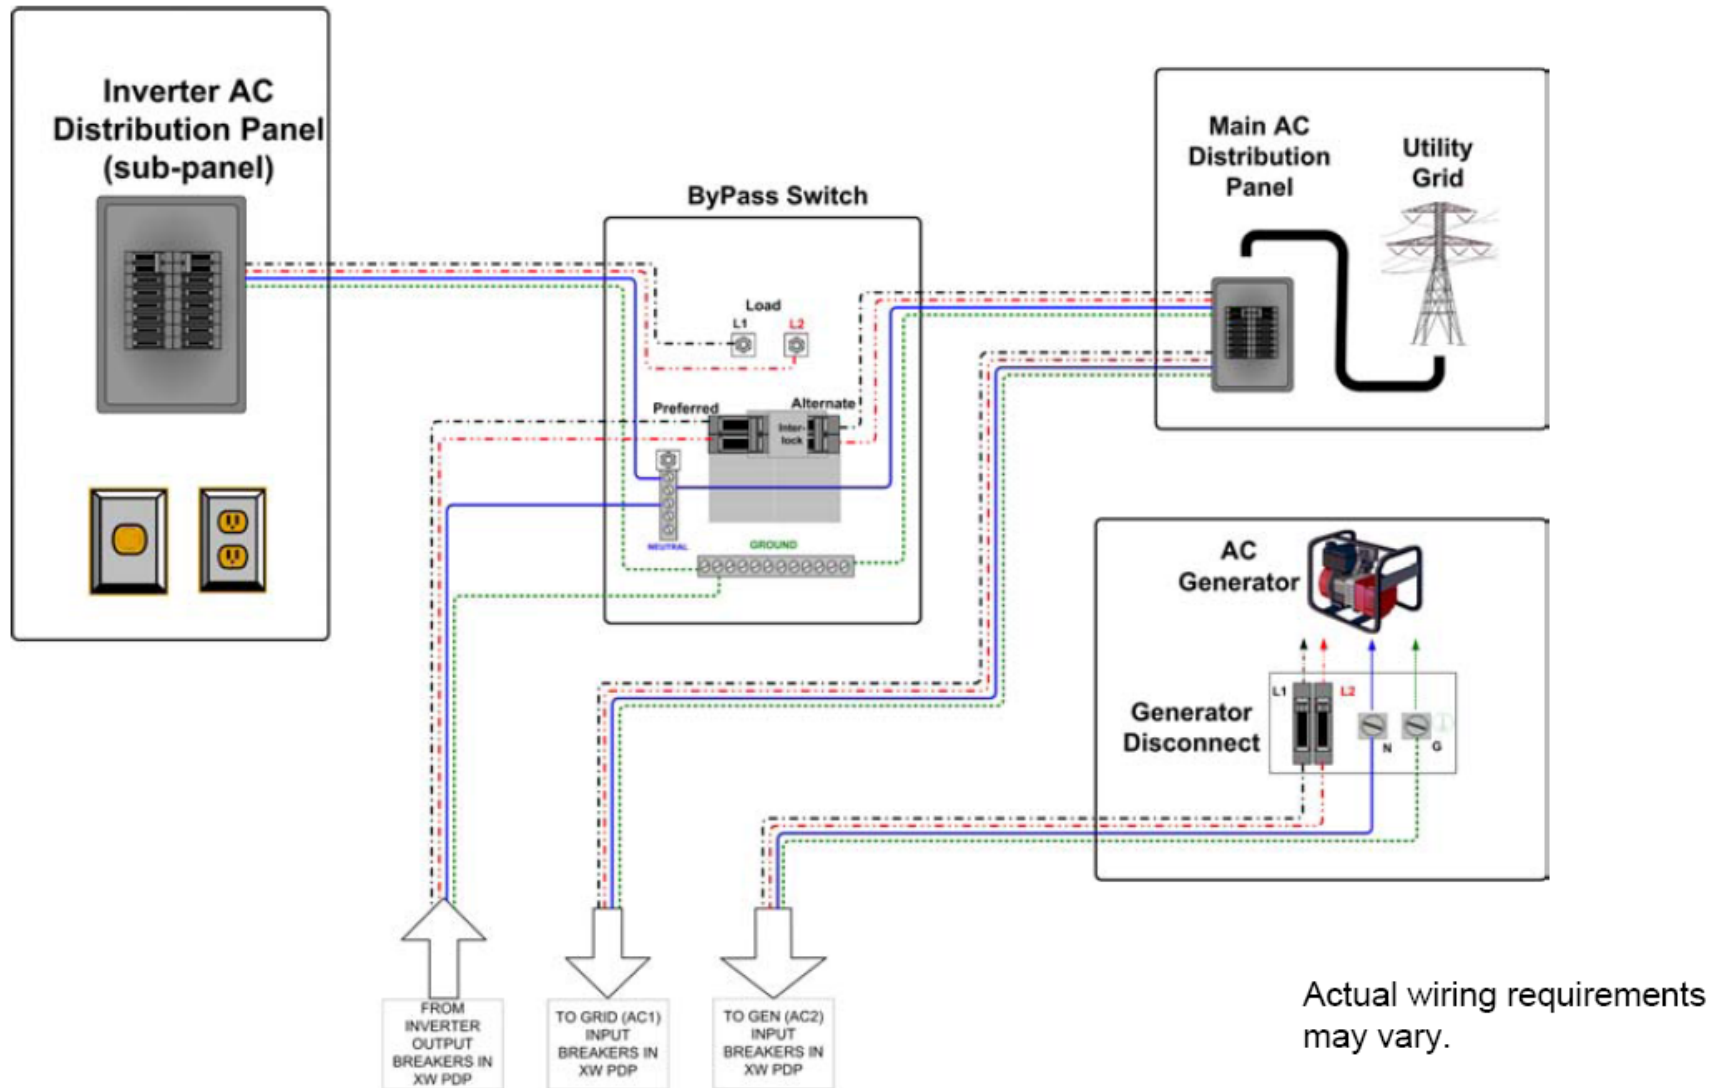 Inverter AC
Distribution Panel
(sub-panel)
ByPass Switch
Load
L1
L2
Preferred
Alternate
Inter-
lock
NEUTRAL
GROUND
Main AC
Distribution
Panel
Utility
Grid
AC
Generator
L1
L2
Generator
Disconnect
N
G
FROM
INVERTER
OUTPUT
BREAKERS IN
XW PDP
TO GRID (AC1)
INPUT
BREAKERS IN
XW PDP
TO GEN (AC2)
INPUT
BREAKERS IN
XW PDP
Actual wiring requirements
may vary.